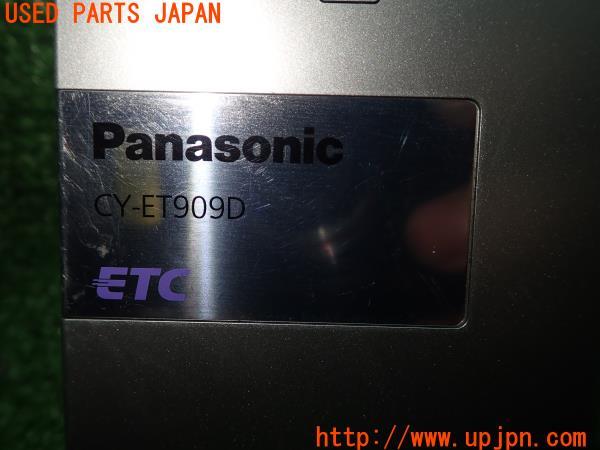 USED PARTS JAPAN
Panasonic
CY-ET909D
ETC
http://www.upjpn.com/